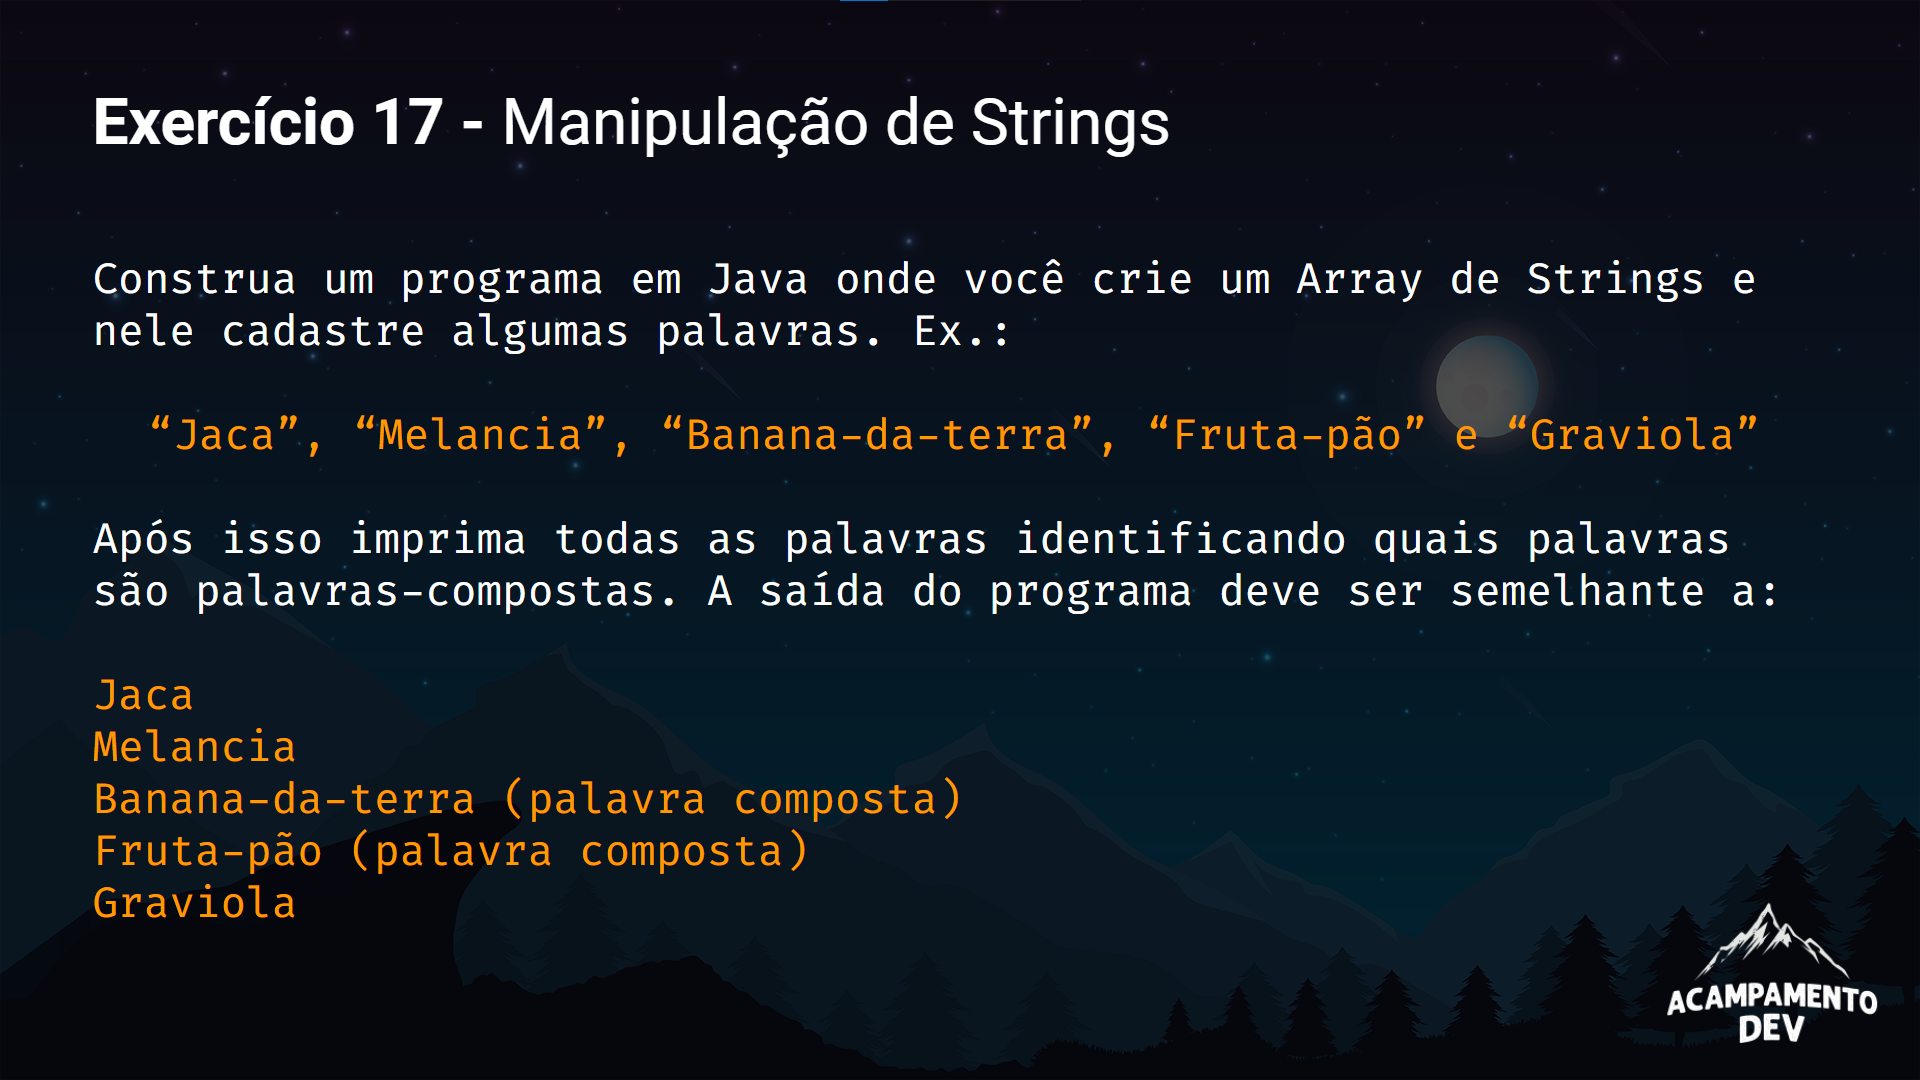 Exercício 17 - Manipulação de Strings
Construa um programa em Java onde você crie um Array de Strings e
nele cadastre algumas palavras. Ex.:
“Jaca”, “Melancia”, “Banana-da-terra”, “Fruta-pão” e “Graviola”
Após isso imprima todas as palavras identificando quais palavras
são palavras-compostas. A saída do programa deve ser semelhante a:
Jaca
Melancia
Banana-da-terra (palavra composta)
Fruta-pão (palavra composta)
Graviola
ACAMPAMENTO
DEV